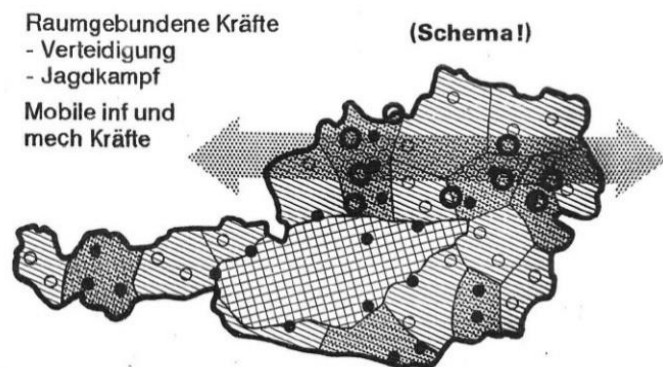 Raumgebundene Kräfte
- Verteidigung
- Jagdkampf
Mobile inf und
mech Kräfte
(Schema!)